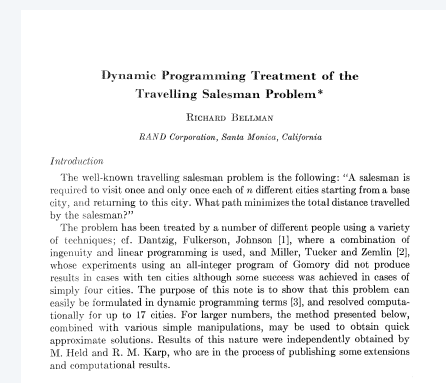 Dynamic Programming Treatment of the
Travelling Salesman Problem*
RICHARD BELLMAN
RAND Corporation, Santa Monica, California
Introduction
The well-known travelling salesman problem is the following: "A salesman is
required to visit once and only once each of n different cities starting from a base
city, and returning to this city. What path minimizes the total distance travelled
by the salesman?"
The problem has been treated by a number of different people using a variety
of techniques; cf. Dantzig, Fulkerson, Johnson [1], where a combination of
ingenuity and linear programming is used, and Miller, Tucker and Zemlin [2],
whose experiments using an all-integer program of Gomory did not produce
results in cases with ten cities although some success was achieved in cases of
simply four cities. The purpose of this note is to show that this problem can
easily be formulated in dynamic programming terms [3], and resolved computa-
tionally for up to 17 cities. For larger numbers, the method presented below,
combined with various simple manipulations, may be used to obtain quick
approximate solutions. Results of this nature were independently obtained by
M. Held and R. M. Karp, who are in the process of publishing some extensions
and computational results.